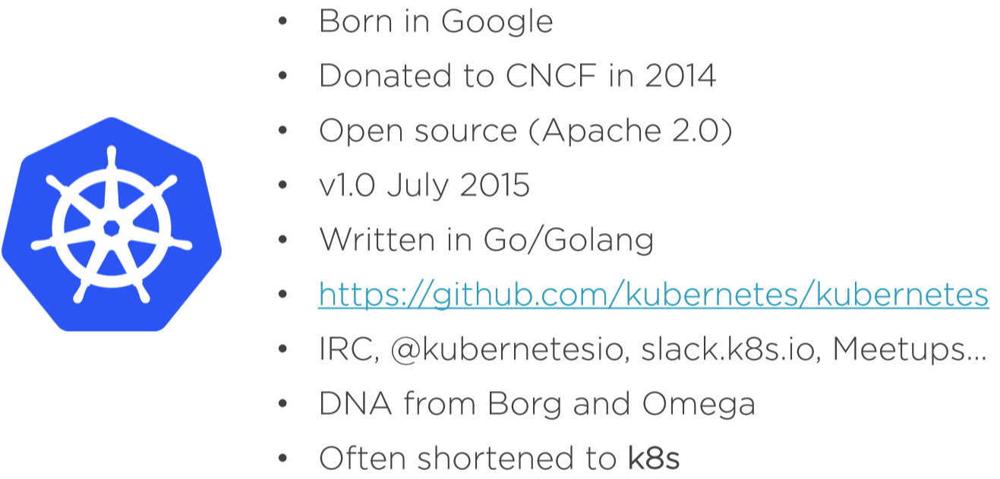 • Born in Google
• Donated to CNCF in 2014
• Open source (Apache 2.0)
• v1.0 July 2015
• Written in Go/Golang
• https://github.com/kubernetes/kubernetes
• IRC, @kubernetesio, slack.k8s.io, Meetups...
• DNA from Borg and Omega
• Often shortened to k8s